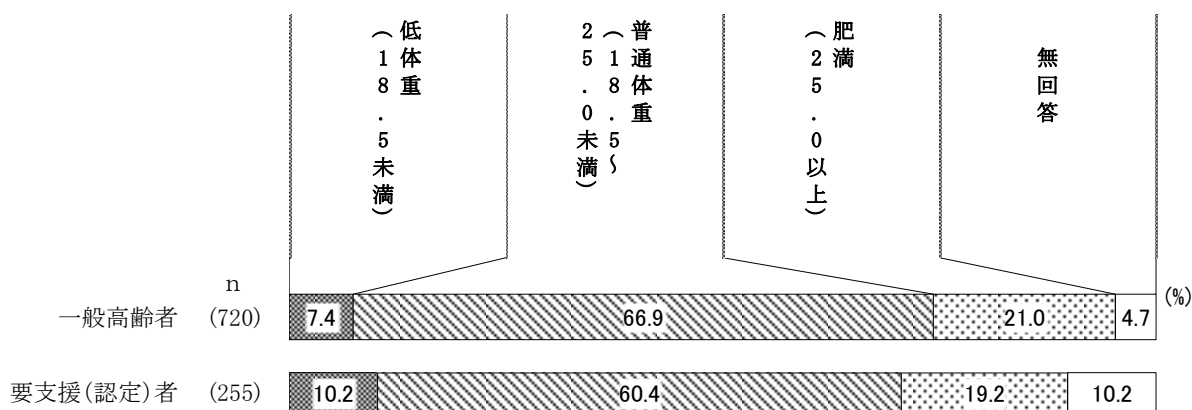 低体重
（18.5未満）
普通体重
（18.5～
25.0未満）
肥満
（25.0以上）
無回答
n
(%)
一般高齢者 (720) 7.4 66.9 21.0 4.7
要支援(認定)者 (255) 10.2 60.4 19.2 10.2